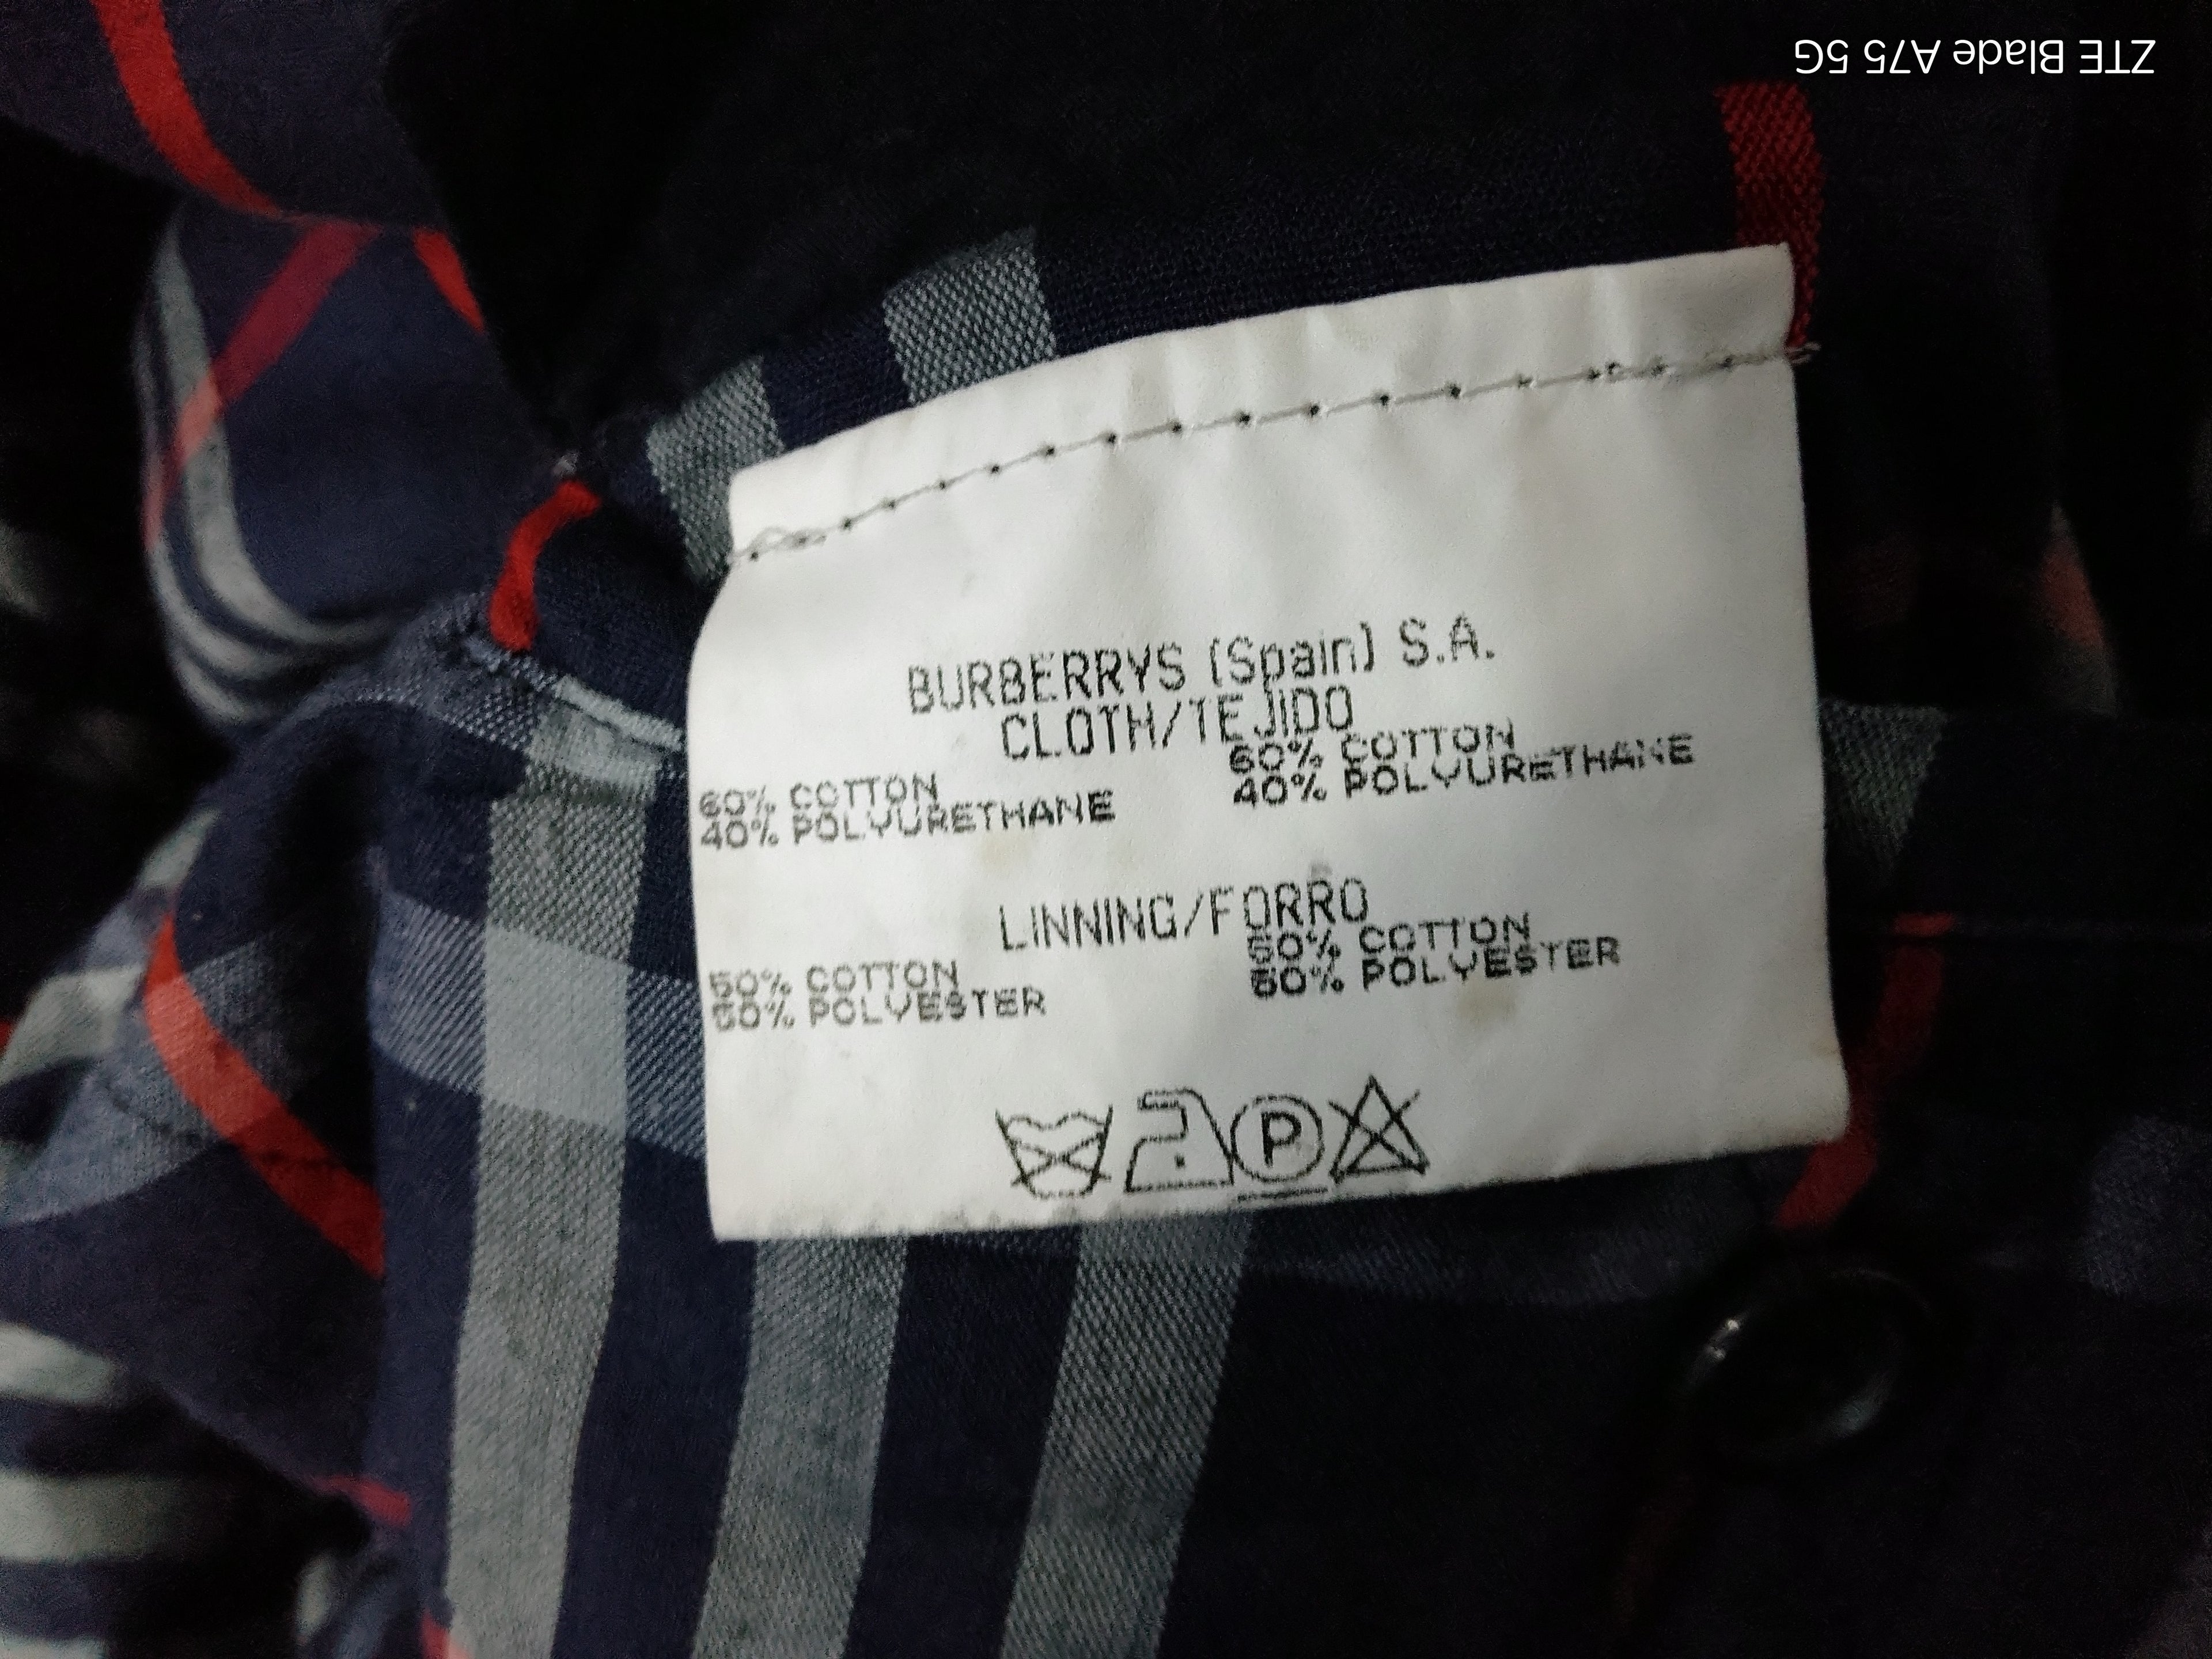 ZTE Blade A75 5G
BURBERRYS (Spain) S.A.
CLOTH/TEJIDO
60% COTTON
40% POLYURETHANE
60% COTTON
40% POLYURETHANE
LINNING/FORRO
50% COTTON
50% POLYESTER
50% COTTON
50% POLYESTER
P